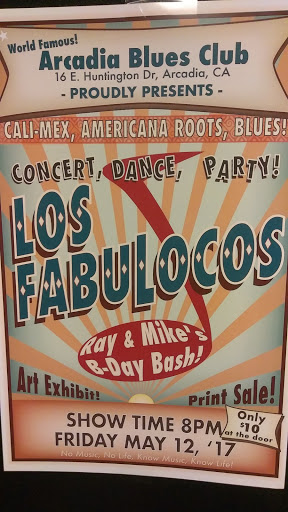 World Famous!
Arcadia Blues Club
16 E. Huntington Dr, Arcadia, CA
- PROUDLY PRESENTS -
CALI-MEX, AMERICANA ROOTS, BLUES!
CONCERT, DANCE, PARTY!
LOS
FABULOCOS
Ray & Mike's
B-Day Bash!
Art Exhibit!
Print Sale!
SHOW TIME 8PM
FRIDAY MAY 12, '17
Only
$10
at the door
No Music, No Life, Know Music, Know Life!